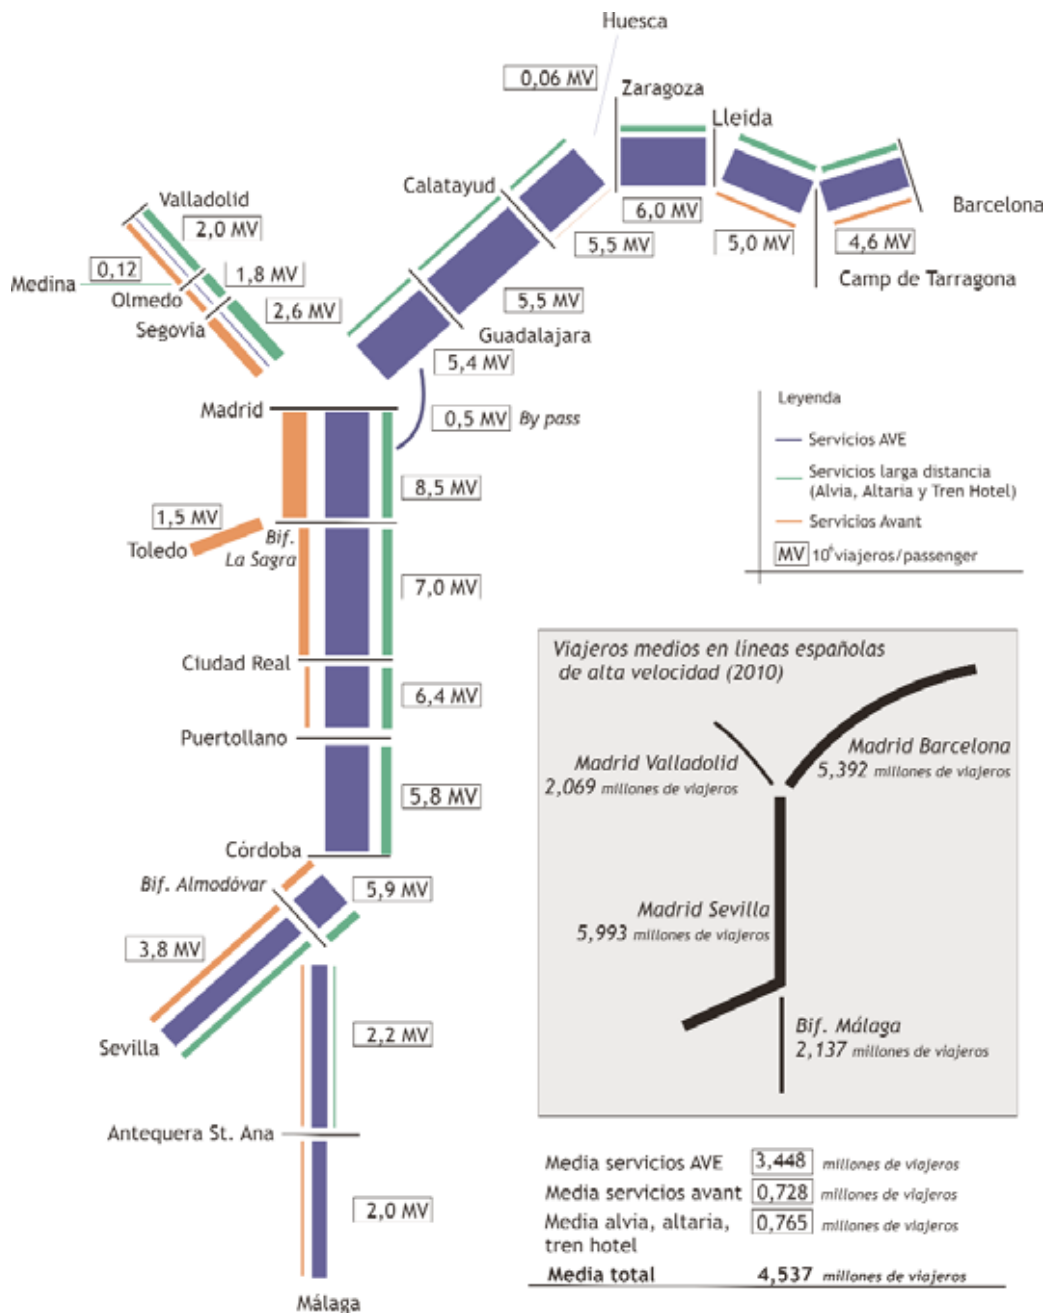 Huesca
0,06 MV
Zaragoza
Lleida
Calatayud
Valladolid
2,0 MV
6,0 MV
Barcelona
5,5 MV
5,0 MV
4,6 MV
0,12
1,8 MV
Medina
Camp de Tarragona
Olmedo
2,6 MV
5,5 MV
Segovia
Guadalajara
5,4 MV
Madrid
0,5 MV By pass
Leyenda
Servicios AVE
Servicios larga distancia
(Alvia, Altaria y Tren Hotel)
Servicios Avant
MV 10⁶ viajeros/passenger
8,5 MV
1,5 MV
Toledo
Bif.
La Sagra
7,0 MV
Ciudad Real
6,4 MV
Puertollano
5,8 MV
Córdoba
Bif. Almodóvar
5,9 MV
3,8 MV
Sevilla
2,2 MV
Antequera St. Ana
2,0 MV
Málaga
Viajeros medios en líneas españolas
de alta velocidad (2010)
Madrid Barcelona
5,392 millones de viajeros
Madrid Valladolid
2,069 millones de viajeros
Madrid Sevilla
5,993 millones de viajeros
Bif. Málaga
2,137 millones de viajeros
Media servicios AVE 3,448 millones de viajeros
Media servicios avant 0,728 millones de viajeros
Media alvia, altaria, 0,765 millones de viajeros
tren hotel
Media total 4,537 millones de viajeros